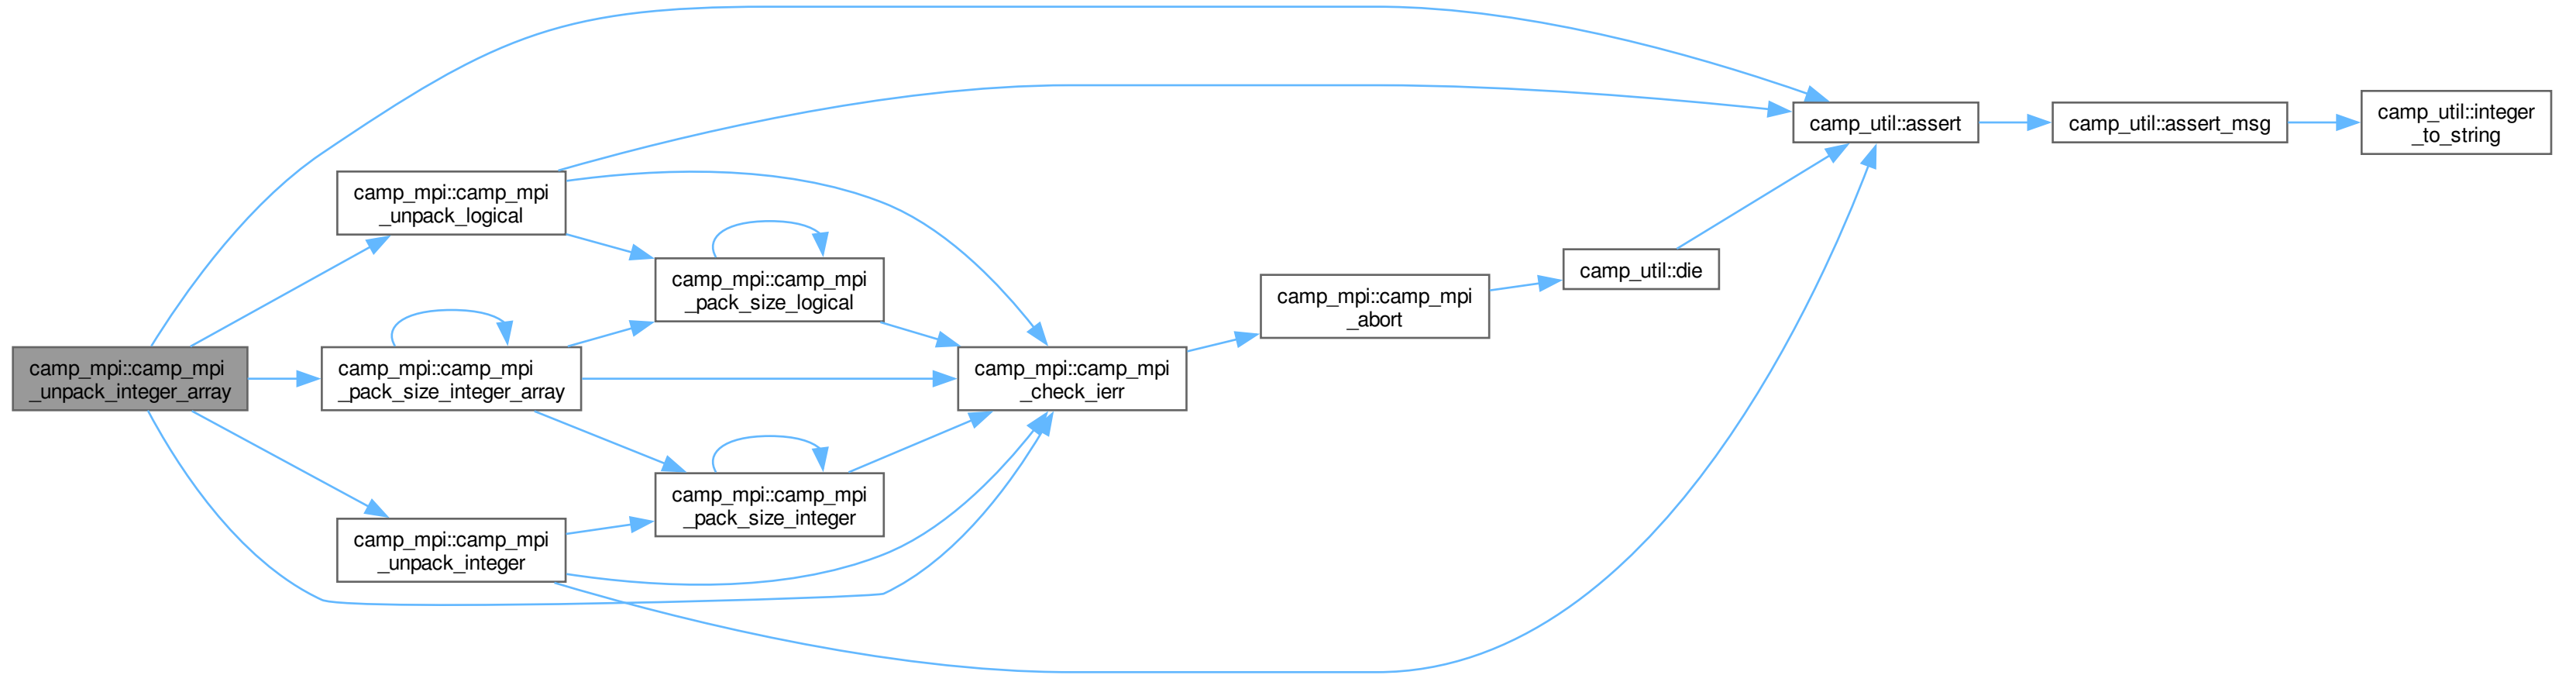 camp_mpi::camp_mpi
_unpack_integer_array
camp_mpi::camp_mpi
_unpack_logical
camp_mpi::camp_mpi
_pack_size_integer_array
camp_mpi::camp_mpi
_unpack_integer
camp_mpi::camp_mpi
_pack_size_logical
camp_mpi::camp_mpi
_pack_size_integer
camp_mpi::camp_mpi
_check_ierr
camp_mpi::camp_mpi
_abort
camp_util::die
camp_util::assert
camp_util::assert_msg
camp_util::integer
_to_string